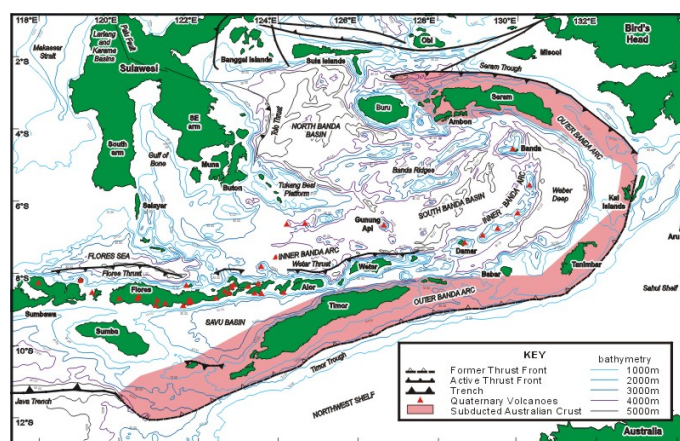 118°E
120°E
122°E
124°E
126°E
128°E
130°E
132°E
Bird's
Head
Makassar
Strait
Palu Fault
Lariang
and Karama
Basins
Sulawesi
Banggai Islands
Sula Islands
Obi
Misool
2°S
Seram Trough
Tolo Thrust
NORTH BANDA
BASIN
Buru
Seram
Ambon
OUTER BANDA ARC
4°S
South
arm
SE
arm
Gulf of
Bone
Muna
Buton
Tukang Besi
Platform
Banda Ridges
Banda
SOUTH BANDA BASIN
INNER - BANDA ARC
Weber
Deep
Kai
Islands
6°S
Salayar
Gunung
Api
Damar
Aru
FLORES SEA
Flores Thrust
INNER BANDA ARC
Wetar Thrust
Wetar
Babar
Tanimbar
8°S
Sumbawa
Flores
Alor
Timor
OUTER BANDA ARC
Sahul Shelf
Sumba
SAVU BASIN
10°S
Timor Trough
Java Trench
NORTHWEST SHELF
12°S
KEY
bathymetry
Former Thrust Front
1000m
Active Thrust Front
2000m
Trench
3000m
Quaternary Volcanoes
4000m
Subducted Australian Crust
5000m
Australia